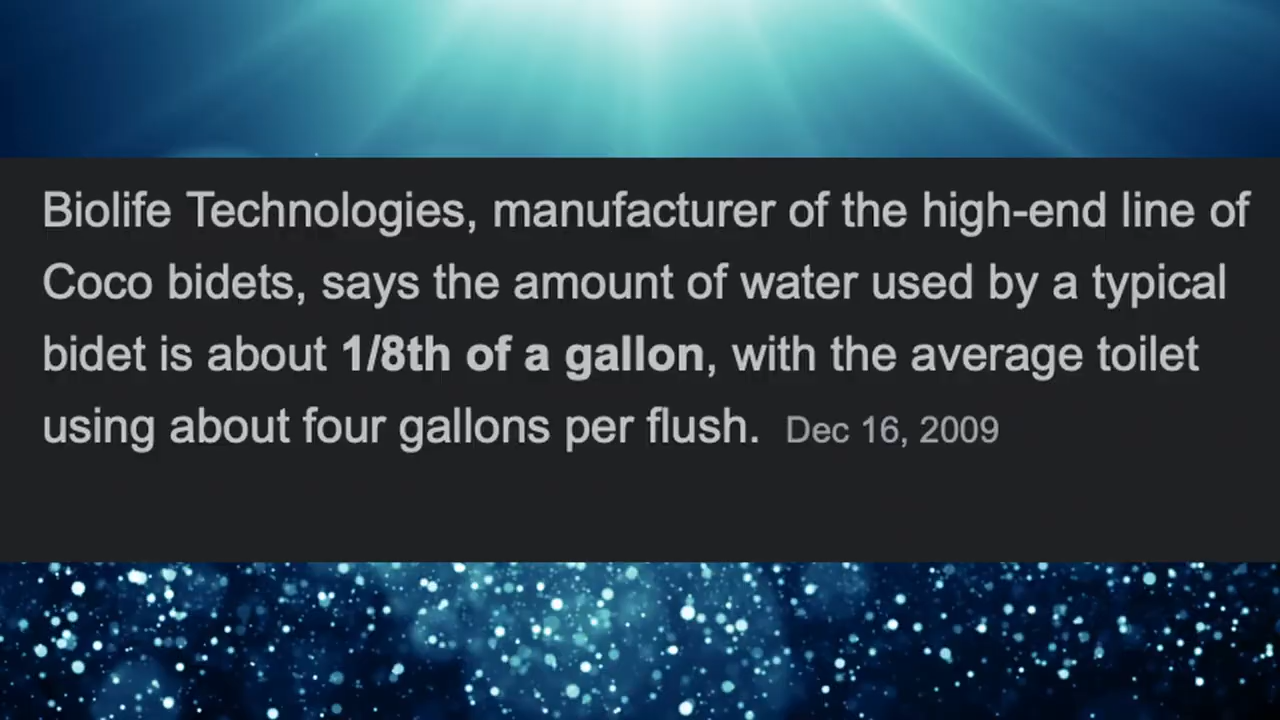 Biolife Technologies, manufacturer of the high-end line of
Coco bidets, says the amount of water used by a typical
bidet is about 1/8th of a gallon, with the average toilet
using about four gallons per flush. Dec 16, 2009